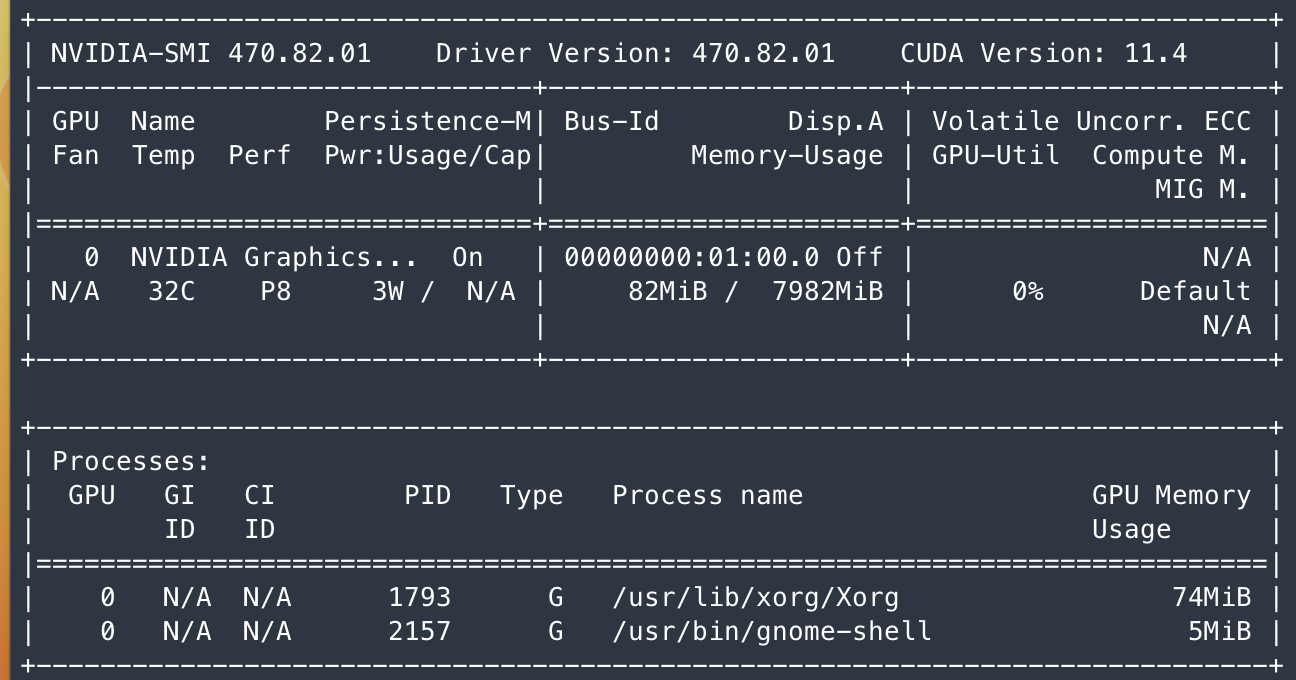 +-----------------------------------------------------------------------------+
| NVIDIA-SMI 470.82.01    Driver Version: 470.82.01    CUDA Version: 11.4     |
|-------------------------------+----------------------+----------------------+
| GPU  Name        Persistence-M| Bus-Id        Disp.A | Volatile Uncorr. ECC |
| Fan  Temp  Perf  Pwr:Usage/Cap|         Memory-Usage | GPU-Util  Compute M. |
|                               |                      |               MIG M. |
|===============================+======================+======================|
|   0  NVIDIA Graphics...  On   | 00000000:01:00.0 Off |                  N/A |
| N/A   32C    P8     3W /  N/A |     82MiB /  7982MiB |      0%      Default |
|                               |                      |                  N/A |
+-------------------------------+----------------------+----------------------+

+-----------------------------------------------------------------------------+
| Processes:                                                                  |
|  GPU   GI   CI        PID   Type   Process name                  GPU Memory |
|        ID   ID                                                   Usage      |
|=============================================================================|
|    0   N/A  N/A      1793      G   /usr/lib/xorg/Xorg                 74MiB |
|    0   N/A  N/A      2157      G   /usr/bin/gnome-shell                5MiB |
+-----------------------------------------------------------------------------+